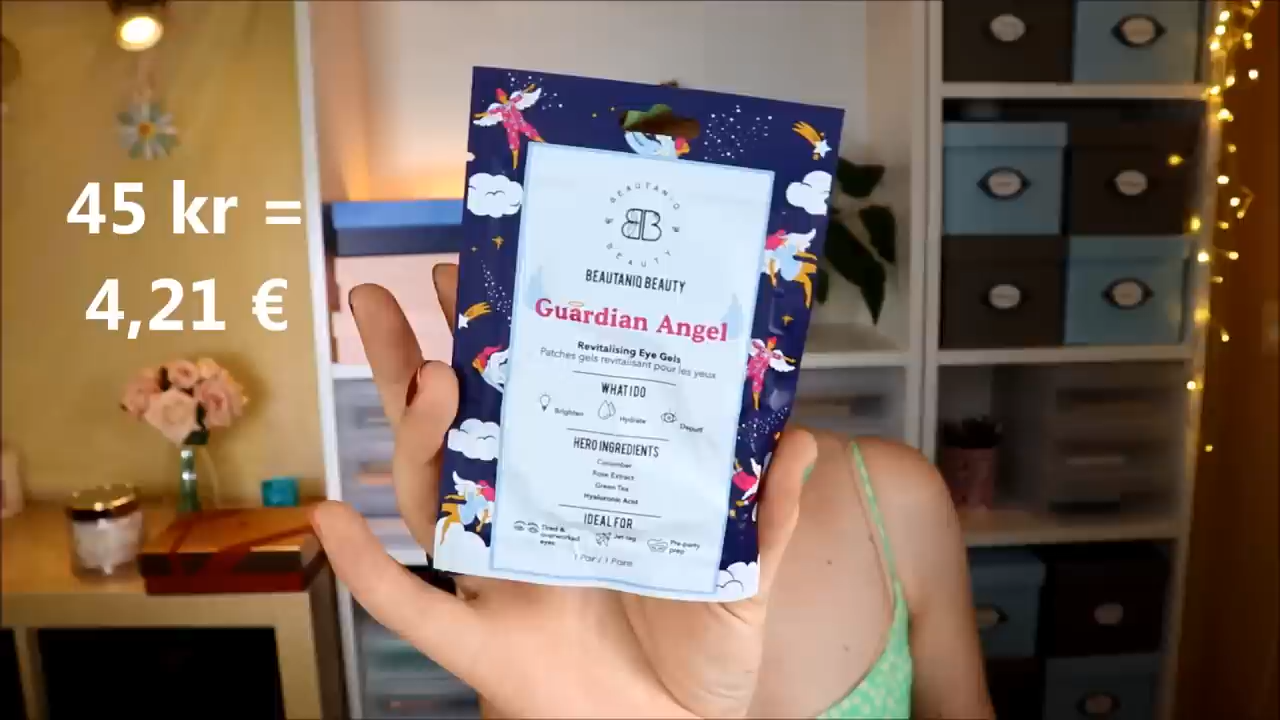 45 kr =
4,21 €
BEAUTANIQ
BEAUTY
BEAUTANIQ BEAUTY
Guardian Angel
Revitalising Eye Gels
Patches gels revitalisant pour les yeux
WHAT I DO
Brighten
Hydrate
Depuff
HERO INGREDIENTS
Cucumber
Rose Extract
Green Tea
Hyaluronic Acid
IDEAL FOR
Tired &
overworked
eyes
Jet-lag
Pre-party
prep
1 Pair / 1 Paire